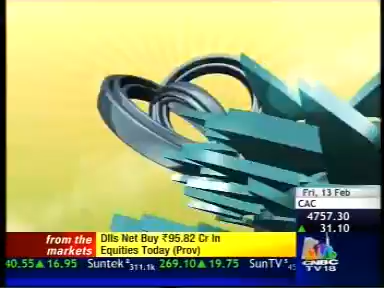 Fri, 13 Feb
CAC
4757.30
▲ 31.10
from the markets
DIIs Net Buy ₹95.82 Cr In
Equities Today (Prov)
CNBC
TV18
40.55 ▲ 16.95 Suntek 311.1k 269.10 ▲ 19.75 SunTV